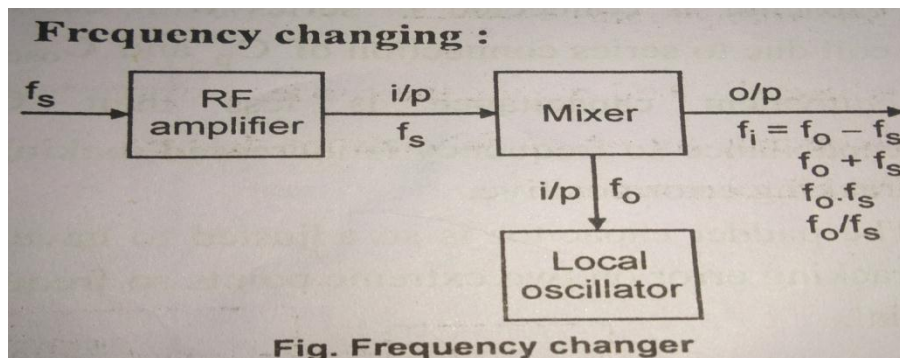 Frequency changing :
fs
RF
amplifier
i/p
fs
Mixer
o/p
fi = fo − fs
fo + fs
fo.fs
fo/fs
i/p fo
Local
oscillator
Fig. Frequency changer